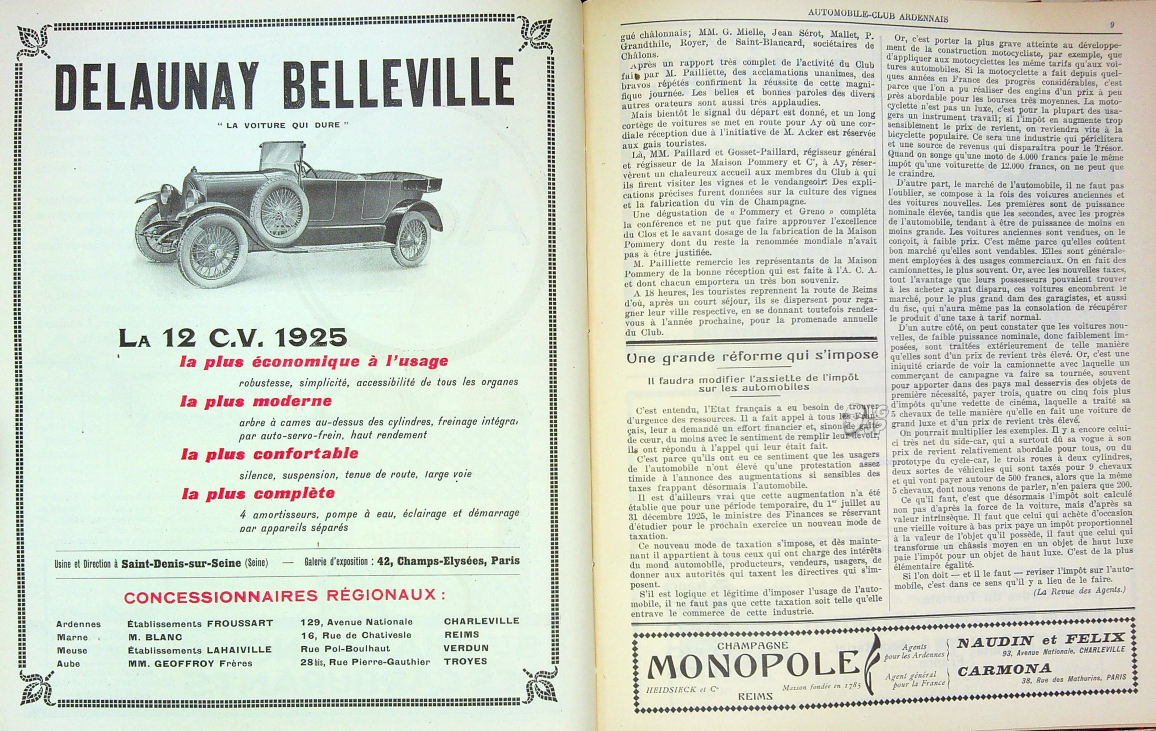 DELAUNAY BELLEVILLE
" LA VOITURE QUI DURE "
LA 12 C.V. 1925
la plus économique à l'usage
robustesse, simplicité, accessibilité de tous les organes
la plus moderne
arbre à cames au-dessus des cylindres, freinage intégral
par auto-servo-frein, haut rendement
la plus confortable
silence, suspension, tenue de route, large voie
la plus complète
4 amortisseurs, pompe à eau, éclairage et démarrage
par appareils séparés
Usine et Direction à Saint-Denis-sur-Seine (Seine) — Galerie d'exposition : 42, Champs-Elysées, Paris
CONCESSIONNAIRES RÉGIONAUX :
Ardennes Établissements FROUSSART 129, Avenue Nationale CHARLEVILLE
Marne M. BLANC 16, Rue de Chativesle REIMS
Meuse Établissements LAHAIVILLE Rue Pol-Boulhaut VERDUN
Aube MM. GEOFFROY Frères 28 bis, Rue Pierre-Gauthier TROYES
AUTOMOBILE-CLUB ARDENNAIS 9
gué châlonnais; MM. G. Mielle, Jean Sérot, Mallet, P.
Grandthile, Royer, de Saint-Blancard, sociétaires de
Châlons.
Après un rapport très complet de l'activité du Club
fait par M. Pailliette, des acclamations unanimes, des
bravos répétés confirment la réussite de cette magni-
fique journée. Les belles et bonnes paroles des divers
autres orateurs sont aussi très applaudies.
Mais bientôt le signal du départ est donné, et un long
cortège de voitures se met en route pour Ay où une cor-
diale réception due à l'initiative de M. Acker est réservée
aux gais touristes.
Là, MM. Paillard et Gosset-Paillard, régisseur général
et régisseur de la Maison Pommery et Cie, à Ay, réser-
vèrent un chaleureux accueil aux membres du Club à qui
ils firent visiter les vignes et le vendangeoir. Des expli-
cations précises furent données sur la culture des vignes
et la fabrication du vin de Champagne.
Une dégustation de « Pommery et Greno » compléta
la conférence et ne put que faire approuver l'excellence
du Clos et le savant dosage de la fabrication de la Maison
Pommery dont du reste la renommée mondiale n'avait
pas à être justifiée.
M. Pailliette remercie les représentants de la Maison
Pommery de la bonne réception qui est faite à l'A. C. A.
et dont chacun emportera un très bon souvenir.
A 18 heures, les touristes reprennent la route de Reims
d'où, après un court séjour, ils se dispersent pour rega-
gner leur ville respective, en se donnant toutefois rendez-
vous à l'année prochaine, pour la promenade annuelle
du Club.
Une grande réforme qui s'impose
Il faudra modifier l'assiette de l'impôt
sur les automobiles
C'est entendu, l'Etat français a eu besoin de trouver
d'urgence des ressources. Il a fait appel à tous les Fran-
çais, leur a demandé un effort financier et, sinon de gaîté
de cœur, du moins avec le sentiment de remplir leur devoir,
ils ont répondu à l'appel qui leur était fait.
C'est parce qu'ils ont eu ce sentiment que les usagers
de l'automobile n'ont élevé qu'une protestation assez
timide à l'annonce des augmentations si sensibles des
taxes frappant désormais l'automobile.
Il est d'ailleurs vrai que cette augmentation n'a été
établie que pour une période temporaire, du 1er juillet au
31 décembre 1925, le ministre des Finances se réservant
d'étudier pour le prochain exercice un nouveau mode de
taxation.
Ce nouveau mode de taxation s'impose, et dès mainte-
nant il appartient à tous ceux qui ont charge des intérêts
du mond automobile, producteurs, vendeurs, usagers, de
donner aux autorités qui taxent les directives qui s'im-
posent.
S'il est logique et légitime d'imposer l'usage de l'auto-
mobile, il ne faut pas que cette taxation soit telle qu'elle
entrave le commerce de cette industrie.
Or, c'est porter la plus grave atteinte au développe-
ment de la construction motocycliste, par exemple, que
d'appliquer aux motocyclettes les même tarifs qu'aux voi-
tures automobiles. Si la motocyclette a fait depuis quel-
ques années en France des progrès considérables, c'est
parce que l'on a pu réaliser des engins d'un prix à peu
près abordable pour les bourses très moyennes. La moto-
cyclette n'est pas un luxe, c'est pour la plupart des usa-
gers un instrument travail; si l'impôt en augmente trop
sensiblement le prix de revient, on reviendra vite à la
bicyclette populaire. Ce sera une industrie qui périclitera
et une source de revenus qui disparaîtra pour le Trésor.
Quand on songe qu'une moto de 4.000 francs paie le même
impôt qu'une voiturette de 12.000 francs, on ne peut que
le craindre.
D'autre part, le marché de l'automobile, il ne faut pas
l'oublier, se compose à la fois des voitures anciennes et
des voitures nouvelles. Les premières sont de puissance
nominale élevée, tandis que les secondes, avec les progrès
de l'automobile, tendant à être de puissance de moins en
moins grande. Les voitures anciennes sont vendues, on le
conçoit, à faible prix. C'est même parce qu'elles coûtent
bon marché qu'elles sont vendables. Elles sont générale-
ment employées à des usages commerciaux. On en fait des
camionnettes, le plus souvent. Or, avec les nouvelles taxes,
tout l'avantage que leurs possesseurs pouvaient trouver
à les acheter ayant disparu, ces voitures encombrent le
marché, pour le plus grand dam des garagistes, et aussi
du fisc, qui n'aura même pas la consolation de récupérer
le produit d'une taxe à tarif normal.
D'un autre côté, on peut constater que les voitures nou-
velles, de faible puissance nominale, donc faiblement im-
posées, sont traitées extérieurement de telle manière
qu'elles sont d'un prix de revient très élevé. Or, c'est une
iniquité criarde de voir la camionnette avec laquelle un
commerçant de campagne va faire sa tournée, souvent
pour apporter dans des pays mal desservis des objets de
première nécessité, payer trois, quatre ou cinq fois plus
d'impôts qu'une vedette de cinéma, laquelle a traité sa
5 chevaux de telle manière qu'elle en fait une voiture de
grand luxe et d'un prix de revient très élevé.
On pourrait multiplier les exemples. Il y a encore celui-
ci très net du side-car, qui a surtout dû sa vogue à son
prix de revient relativement abordale pour tous, ou du
prototype du cycle-car, le trois roues à deux cylindres,
deux sortes de véhicules qui sont taxés pour 9 chevaux
et qui vont payer autour de 500 francs, alors que la même
5 chevaux, dont nous venons de parler, n'en paiera que 200.
Ce qu'il faut, c'est que désormais l'impôt soit calculé
non pas d'après la force de la voiture, mais d'après sa
valeur intrinsèque. Il faut que celui qui achète d'occasion
une vieille voiture à bas prix paye un impôt proportionnel
à la valeur de l'objet qu'il possède, il faut que celui qui
transforme un châssis moyen en un objet de haut luxe
paie l'impôt pour un objet de haut luxe. C'est de la plus
élémentaire égalité.
Si l'on doit — et il le faut — reviser l'impôt sur l'auto-
mobile, c'est dans ce sens qu'il y a lieu de le faire.
(La Revue des Agents.)
CHAMPAGNE
MONOPOLE
HEIDSIECK et Co Maison fondée en 1785
REIMS
Agents
pour les Ardennes
NAUDIN et FELIX
93, Avenue Nationale, CHARLEVILLE
Agent général
pour la France
CARMONA
38, Rue des Mathurins, PARIS